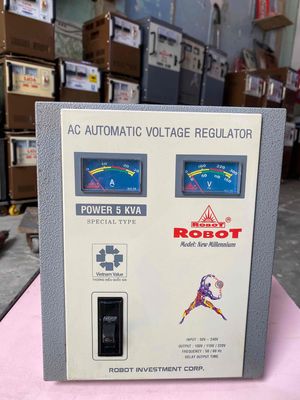 AC AUTOMATIC VOLTAGE REGULATOR
A
V
POWER 5 KVA
SPECIAL TYPE
ROBOT
ROBOT
Model: New Millennium
Vietnam Value
INPUT : 50V - 240V
OUTPUT : 100V / 110V / 220V
FREQUENCY : 50 / 60 Hz
DELAY OUTPUT TIME
ROBOT INVESTMENT CORP.
LIOA